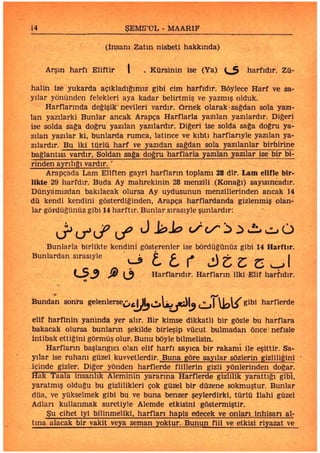 14 ŞEMS'ÜL - MAARİF
(İnsanı Zatın nisbeti hakkında)
Arşın harfı Eliftir ا . Kürsinin ise (Ya) ى harfıdır. Zü-
halin ise yukarda açıkladığımız gibi cim harfıdır. Böylece Harf ve sa-
yılar yönünden felekleri aya kadar belirtmiş ve yazmış olduk.
Harflarında değişik nevileri vardır. Örnek olarak sağdan sola yazı-
lan yazılarki Bunlar ancak Arapça Harflarla yazılan yazılardır. Diğeri
ise solda sağa doğru yazılan yazılardır. Diğeri ise solda sağa doğru ya-
zılan yazılar ki, bunlarda rumca, latince ve kıbti harflarıyle yazılan ya-
zılardır. Bu iki türlü harf ve yazıdan sağdan sola yazılanlar birbirine
bağlantısı vardır. Soldan sağa doğru harflarla yazılan yazılar ise bir bi-
rinden ayrılığı vardır.
Arapçada Lam Eliften gayri harfların toplamı 28 dir. Lam elifle bir-
likte 29 harfdır. Buda Ay mahrekinin 28 menzili (Konağı) sayısıncadır.
Dünyamızdan bakılacak olursa Ay uydusunun menzillerinden ancak 14
dü kendi kendini gösterdiğinden, Arapça harflardanda gizlenmiş olan-
lar gördüğünüz gibi 14 harftır. Bunlar sırasıyle şunlardır:
Bunlarla birlikte kendini gösterenler ise bördüğünüz gibi 14 Harftır.
Bunlardan sırasıyle
Harflarıdır. Harfların ilki Elif harfıdır.
Bundan sonra gelenlerse gibi harflerde
elif harfinin yanında yer alır. Bir kimse dikkatli bir gözle bu harflara
bakacak olursa bunların şekilde birleşip vücut bulmadan önce nefsale
intibak ettiğini görmüş olur. Bunu böyle bilmelisin.
Harfların başlangıcı olan elif harfı sayıca bir rakamı ile eşittir. Sa-
yılar ise ruhani güzel kuvvetlerdir. Buna göre sayılar sözlerin gizliliğini
içinde gizler. Diğer yönden harflerde fiillerin gizli yönlerinden doğar.
Hak Taala insanlık Aleminin yararına Harflerde gizlilik yarattığı gibi,
yaratmış olduğu bu gizlilikleri çok güzel bir düzene sokmuştur. Bunlar
düa, ve yükselmek gibi bu ve buna benzer şeylerdirki, türlü İlahi güzel
Adları kullanmak suretiyle Alemde etkisini göstermiştir.
Şu cihet iyi bilinmeliki, harfları hapis edecek ve onları inhisarı al-
tına alacak bir vakit veya zeman yoktur. Bunun fiil ve etkisi riyazat ve